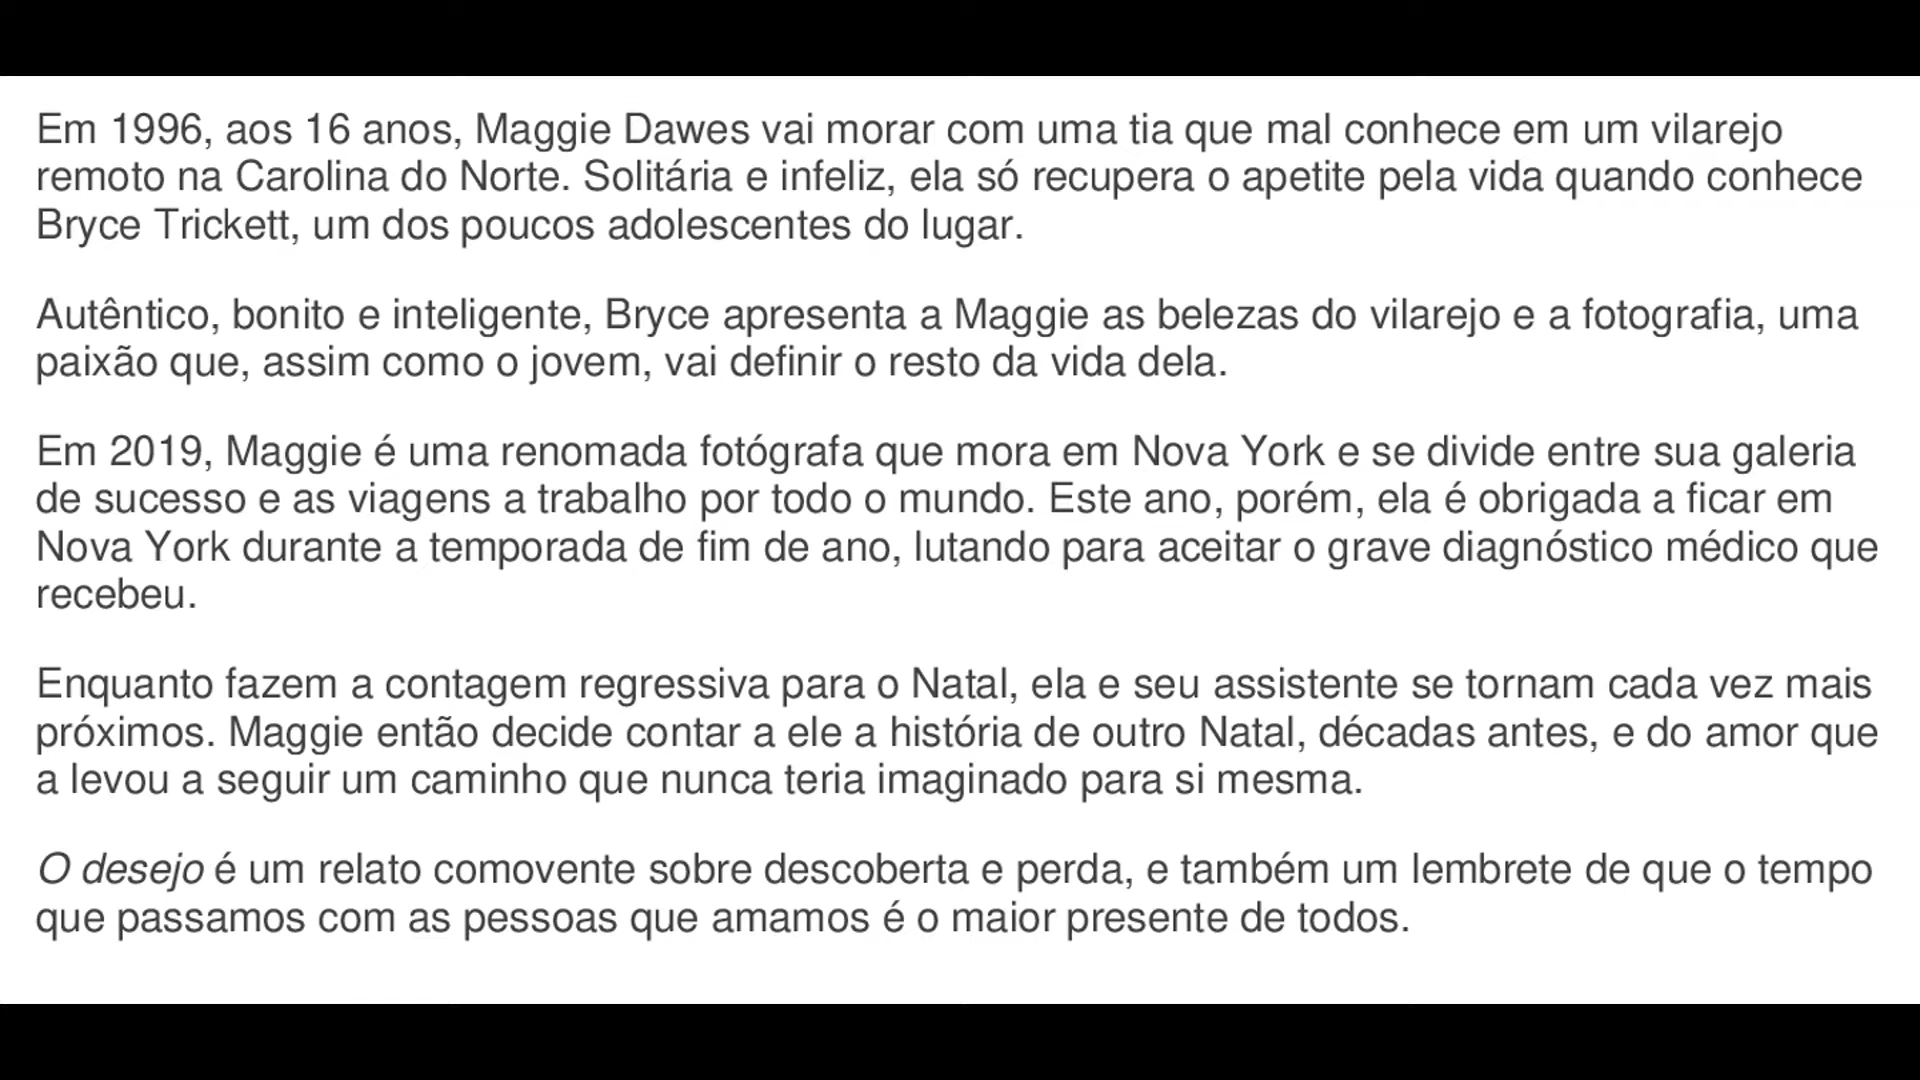 Em 1996, aos 16 anos, Maggie Dawes vai morar com uma tia que mal conhece em um vilarejo
remoto na Carolina do Norte. Solitária e infeliz, ela só recupera o apetite pela vida quando conhece
Bryce Trickett, um dos poucos adolescentes do lugar.
Autêntico, bonito e inteligente, Bryce apresenta a Maggie as belezas do vilarejo e a fotografia, uma
paixão que, assim como o jovem, vai definir o resto da vida dela.
Em 2019, Maggie é uma renomada fotógrafa que mora em Nova York e se divide entre sua galeria
de sucesso e as viagens a trabalho por todo o mundo. Este ano, porém, ela é obrigada a ficar em
Nova York durante a temporada de fim de ano, lutando para aceitar o grave diagnóstico médico que
recebeu.
Enquanto fazem a contagem regressiva para o Natal, ela e seu assistente se tornam cada vez mais
próximos. Maggie então decide contar a ele a história de outro Natal, décadas antes, e do amor que
a levou a seguir um caminho que nunca teria imaginado para si mesma.
O desejo é um relato comovente sobre descoberta e perda, e também um lembrete de que o tempo
que passamos com as pessoas que amamos é o maior presente de todos.